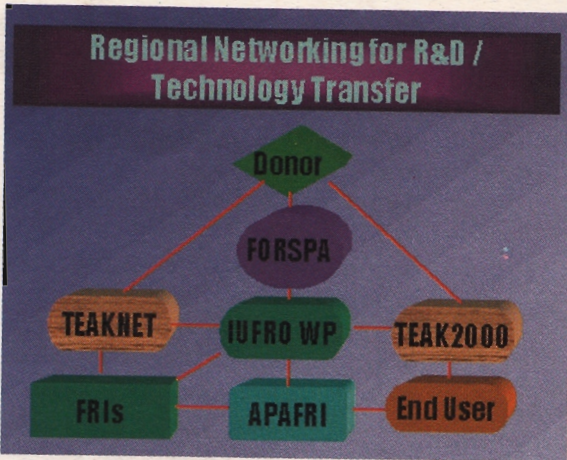 Regional Networking for R&D /
Technology Transfer
Donor
FORSPA
TEAKNET
IUFRO WP
TEAK2000
FRIs
APAFRI
End User